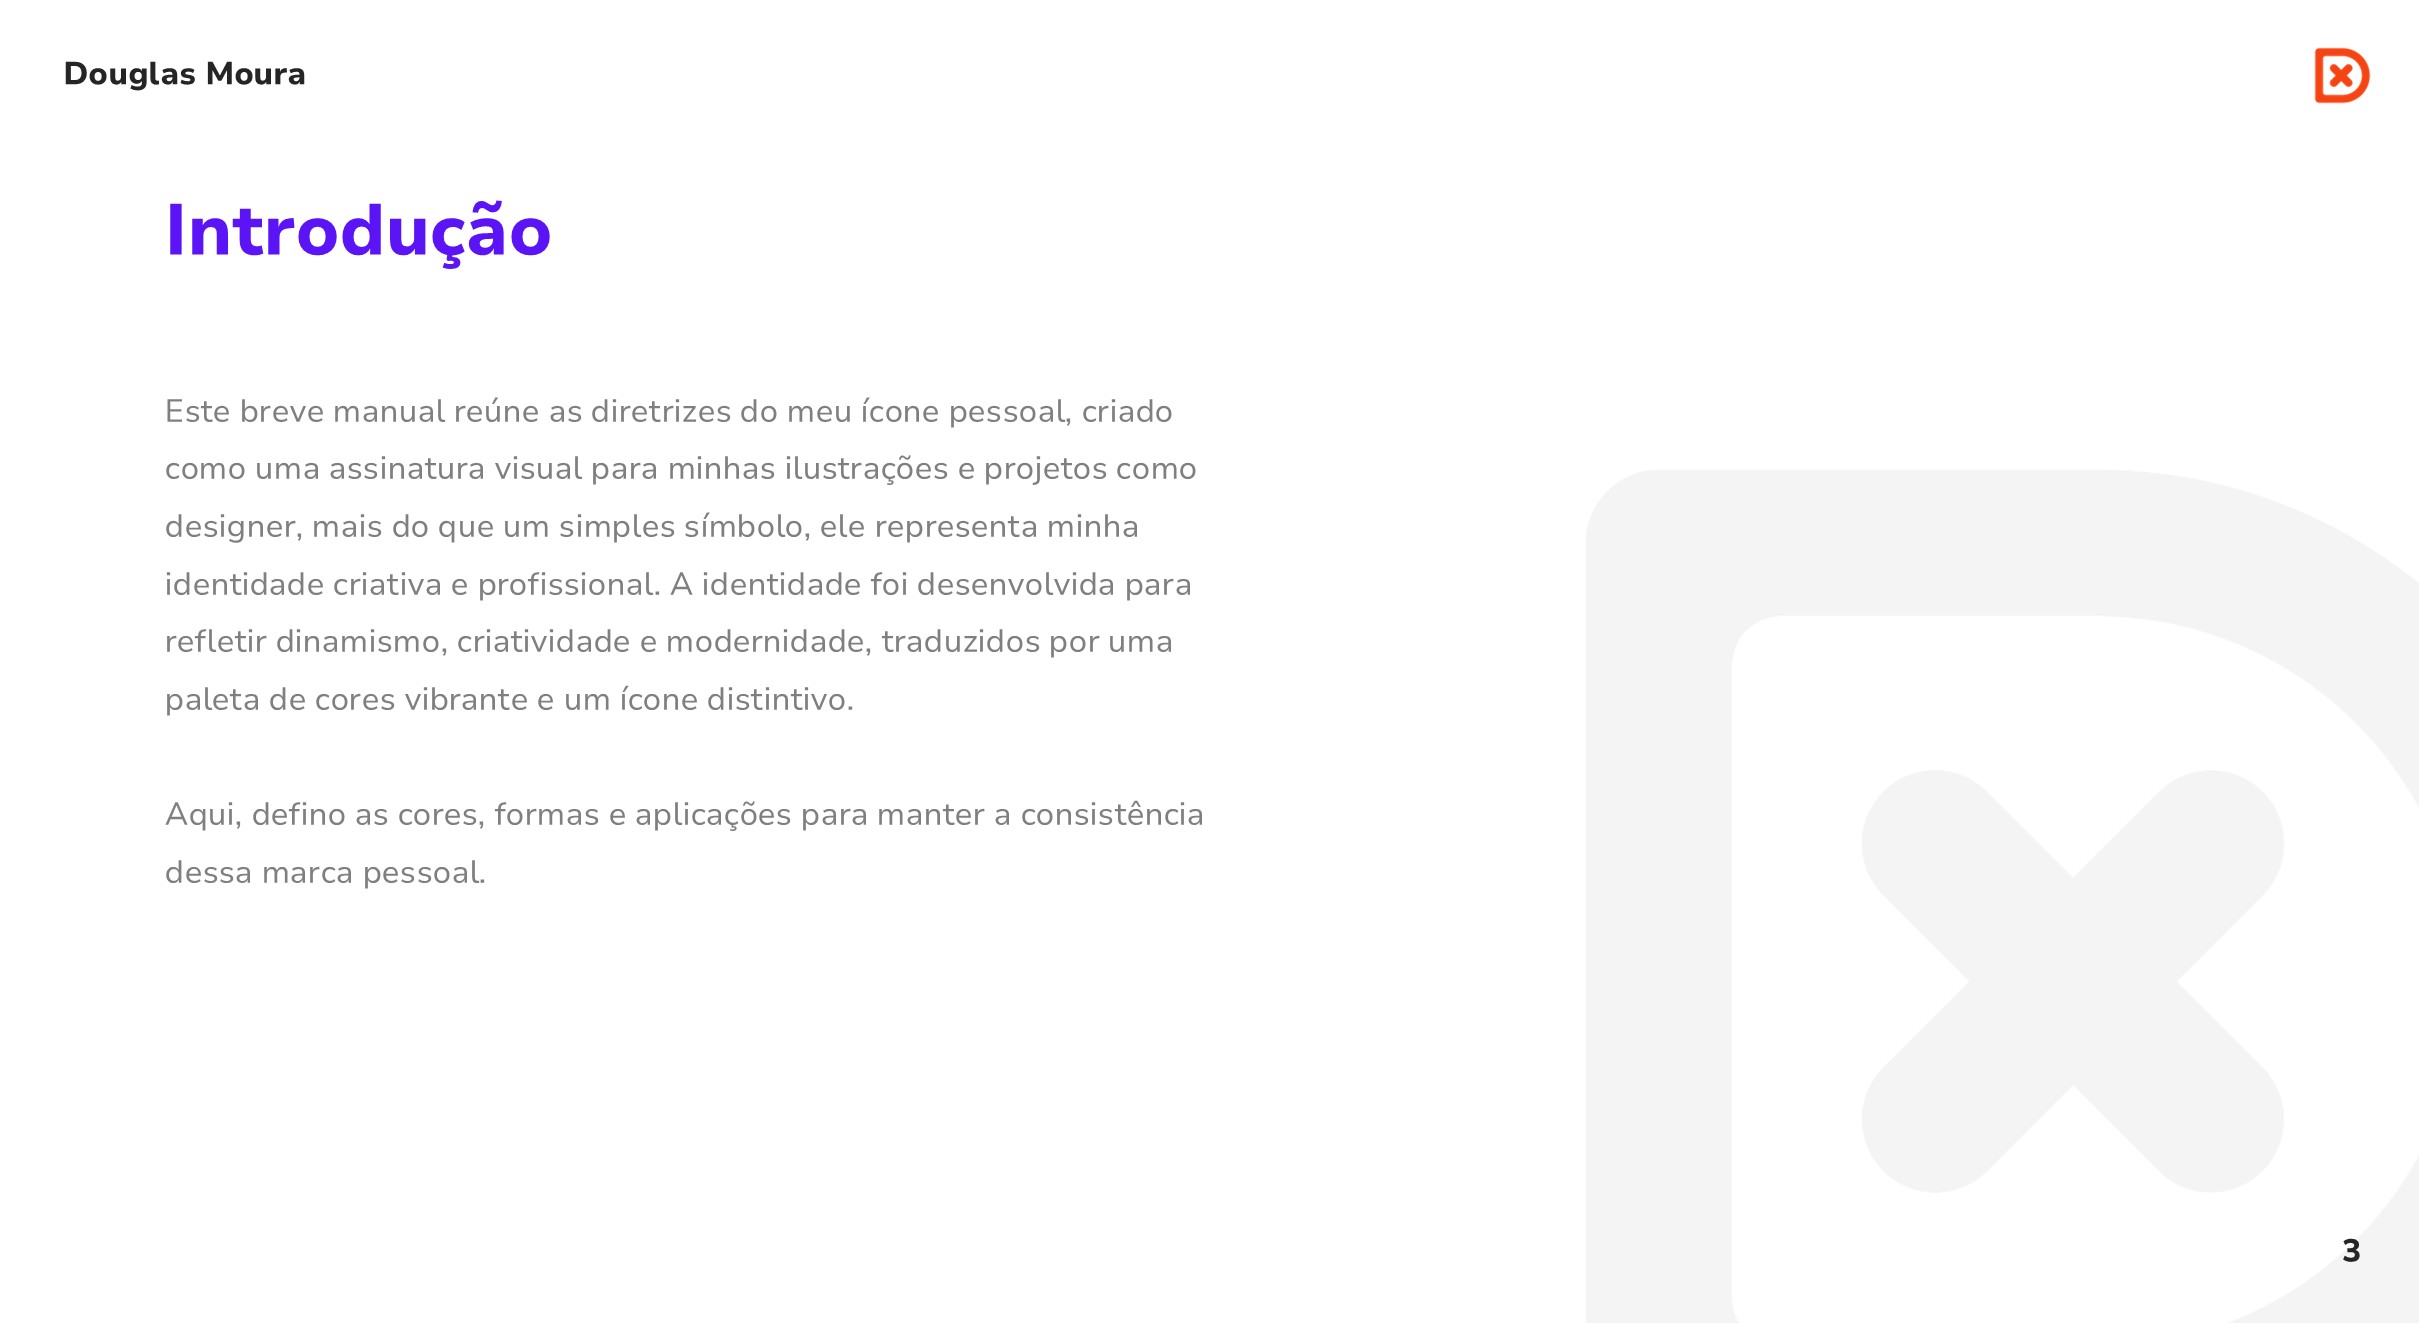 Douglas Moura
Introdução
Este breve manual reúne as diretrizes do meu ícone pessoal, criado
como uma assinatura visual para minhas ilustrações e projetos como
designer, mais do que um simples símbolo, ele representa minha
identidade criativa e profissional. A identidade foi desenvolvida para
refletir dinamismo, criatividade e modernidade, traduzidos por uma
paleta de cores vibrante e um ícone distintivo.
Aqui, defino as cores, formas e aplicações para manter a consistência
dessa marca pessoal.
3